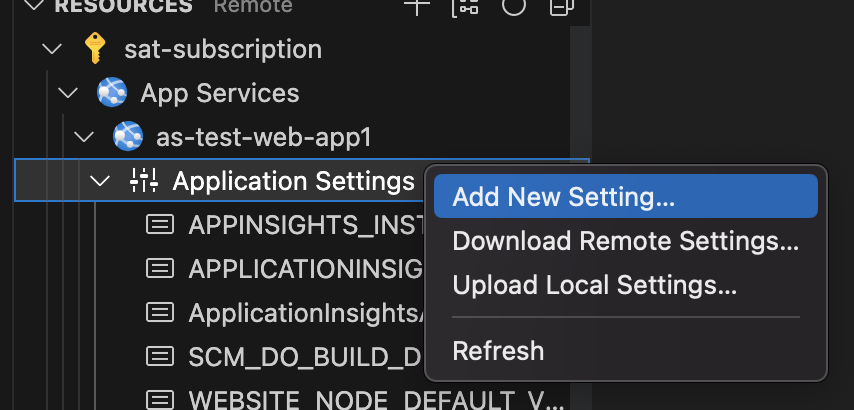 RESOURCES Remote
sat-subscription
App Services
as-test-web-app1
Application Settings
Add New Setting...
Download Remote Settings...
Upload Local Settings...
Refresh
APPINSIGHTS_INST
APPLICATIONINSIG
ApplicationInsights
SCM_DO_BUILD_D
WEBSITE_NODE_DEFAULT_V...